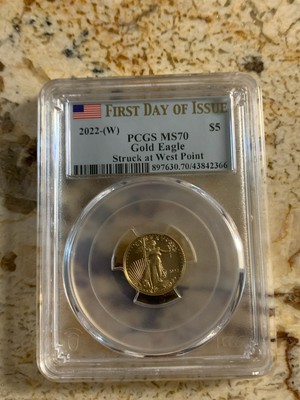 FIRST DAY OF ISSUE
2022-(W) $5
PCGS MS70
Gold Eagle
Struck at West Point
897630.70/43842366